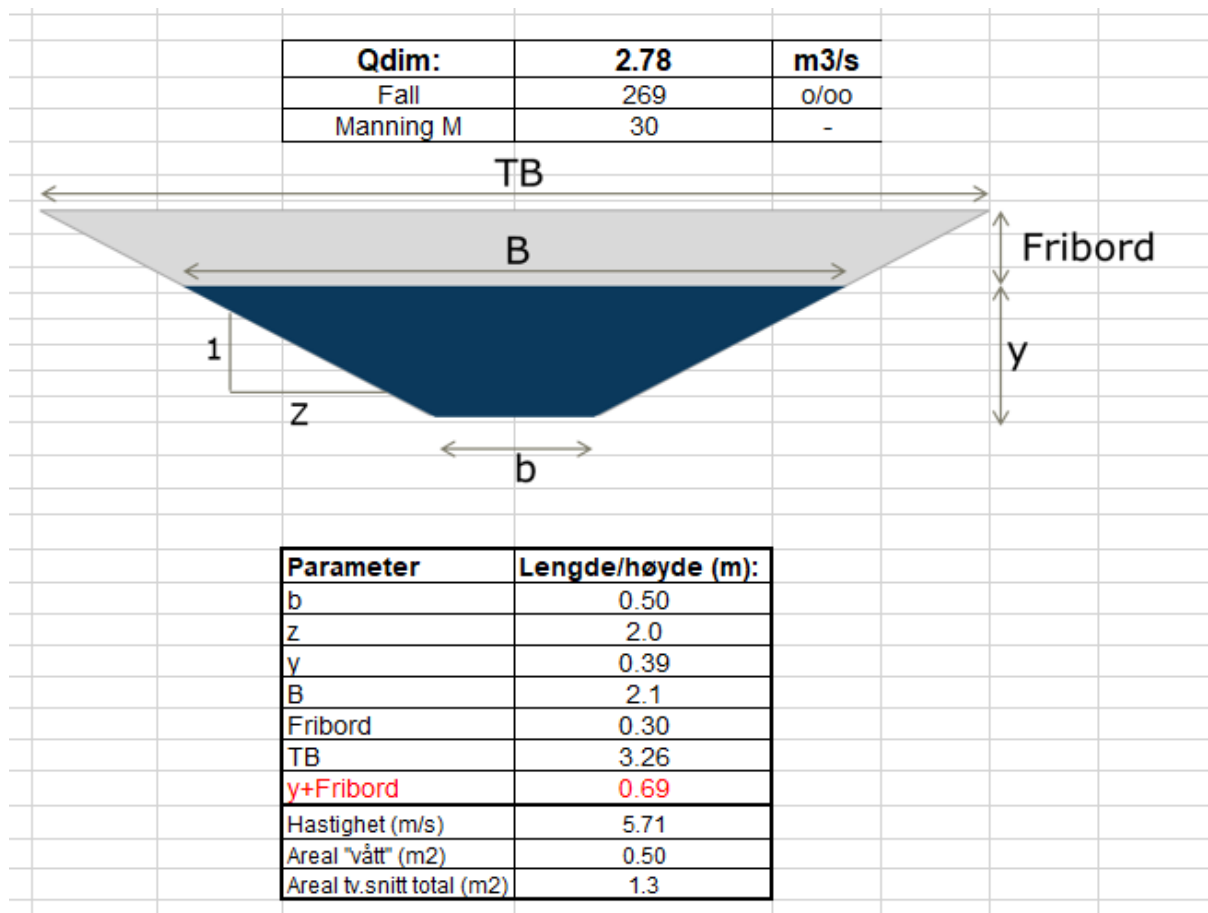 Qdim: 2.78 m3/s
Fall 269 o/oo
Manning M 30 -
TB
B
Fribord
1
y
z
b
Parameter Lengde/høyde (m):
b 0.50
z 2.0
y 0.39
B 2.1
Fribord 0.30
TB 3.26
y+Fribord 0.69
Hastighet (m/s) 5.71
Areal "vått" (m2) 0.50
Areal tv.snitt total (m2) 1.3